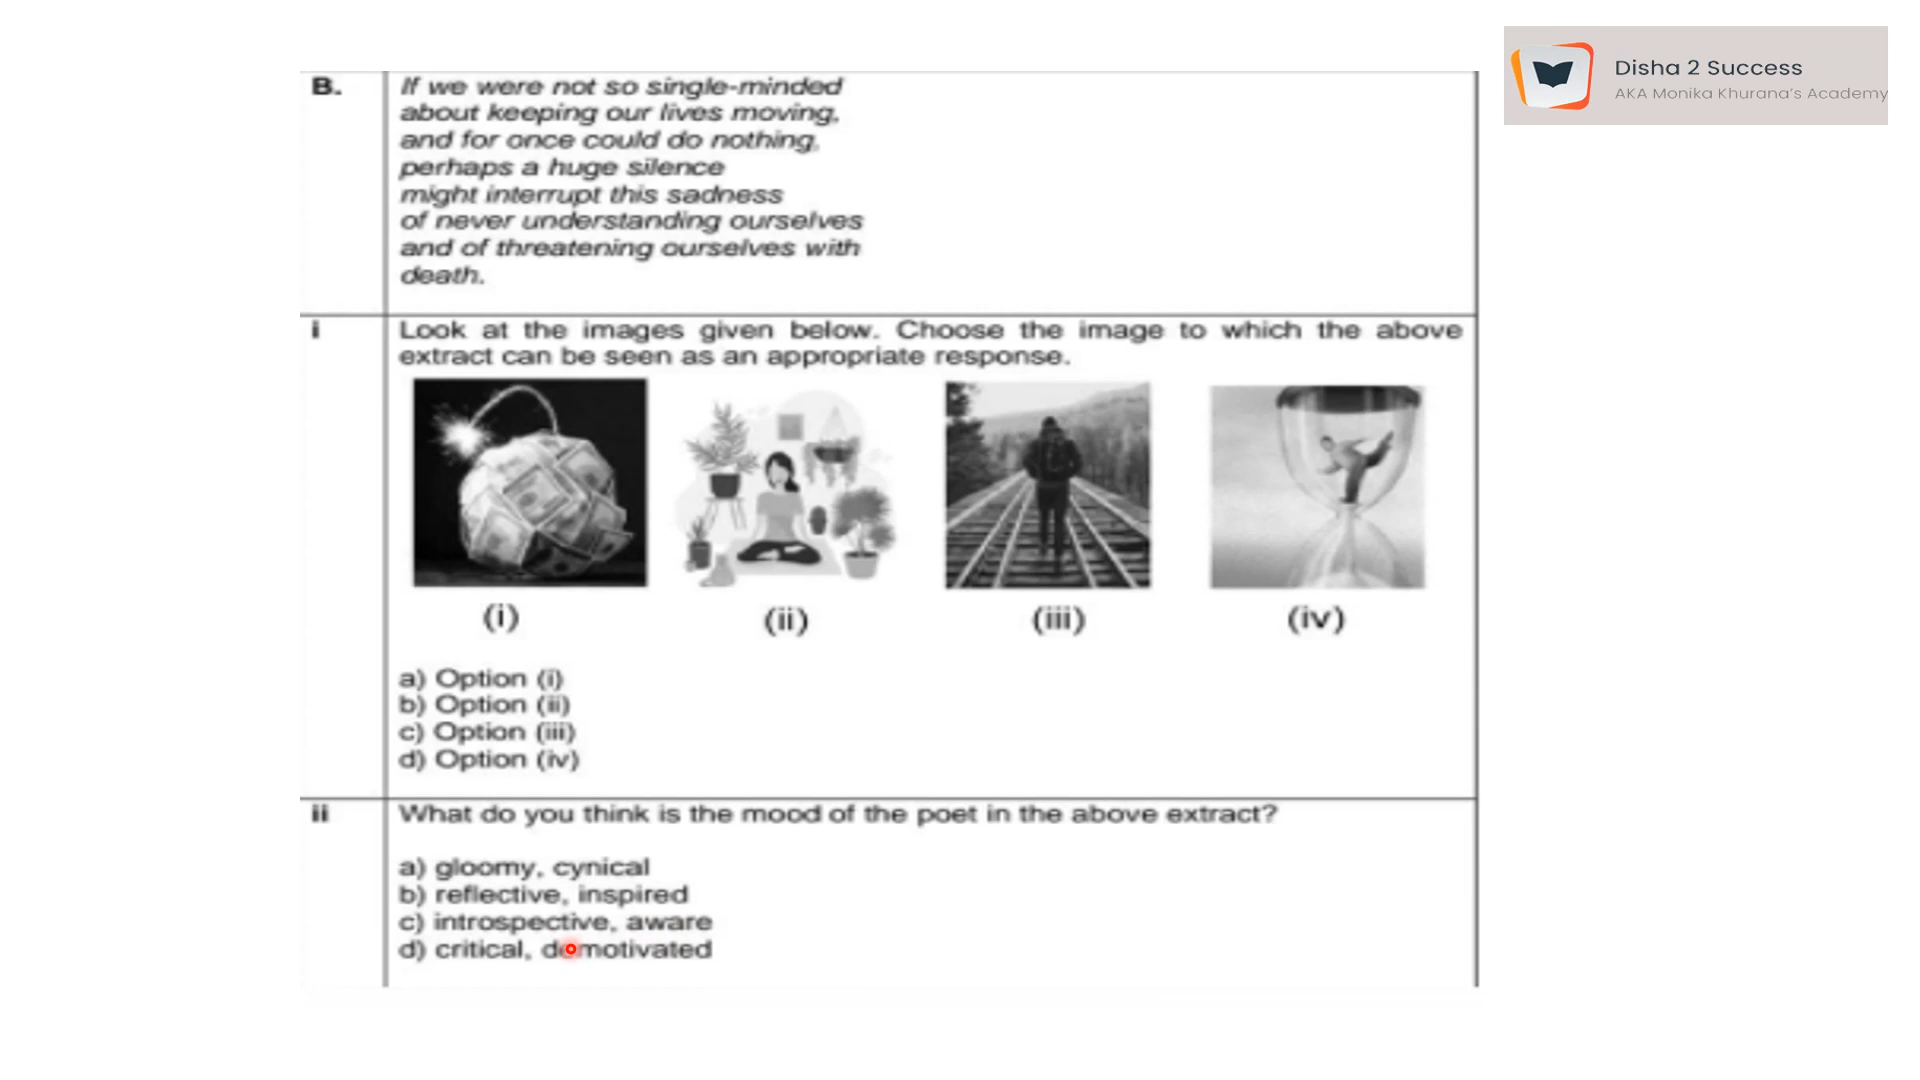 Disha 2 Success
AKA Monika Khurana's Academy
B.
If we were not so single-minded
about keeping our lives moving,
and for once could do nothing,
perhaps a huge silence
might interrupt this sadness
of never understanding ourselves
and of threatening ourselves with
death.
i
Look at the images given below. Choose the image to which the above
extract can be seen as an appropriate response.
(i) (ii) (iii) (iv)
a) Option (i)
b) Option (ii)
c) Option (iii)
d) Option (iv)
ii
What do you think is the mood of the poet in the above extract?
a) gloomy, cynical
b) reflective, inspired
c) introspective, aware
d) critical, demotivated